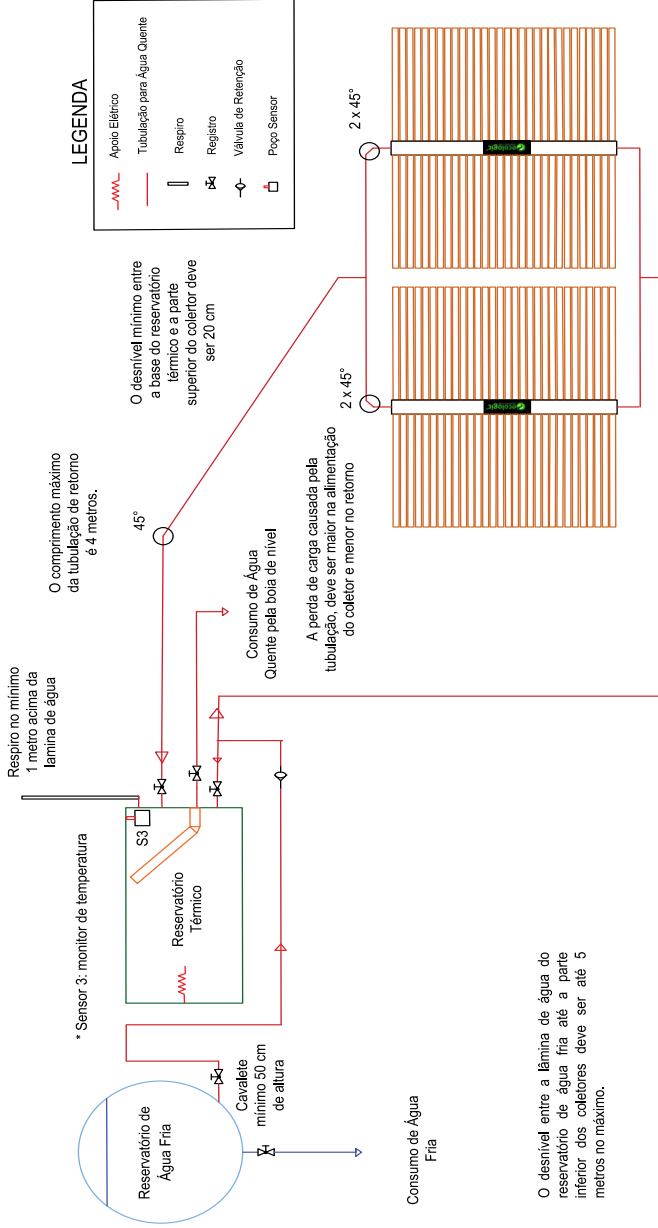 LEGENDA
Apoio Elétrico
Tubulação para Água Quente
Respiro
Registro
Válvula de Retenção
Poço Sensor
Respiro no mínimo
1 metro acima da
lamina de água
O comprimento máximo
da tubulação de retorno
é 4 metros.
O desnível mínimo entre
a base do reservatório
térmico e a parte
superior do colertor deve
ser 20 cm
* Sensor 3: monitor de temperatura
S3
45°
2 x 45°
2 x 45°
Reservatório
Térmico
Consumo de Água
Quente pela boia de nível
A perda de carga causada pela
tubulação, deve ser maior na alimentação
do coletor e menor no retorno
ecologic
ecologic
Reservatório de
Água Fria
Cavalete
mínimo 50 cm
de altura
Consumo de Água
Fria
O desnível entre a lâmina de água do
reservatório de água fria até a parte
inferior dos coletores deve ser até 5
metros no máximo.